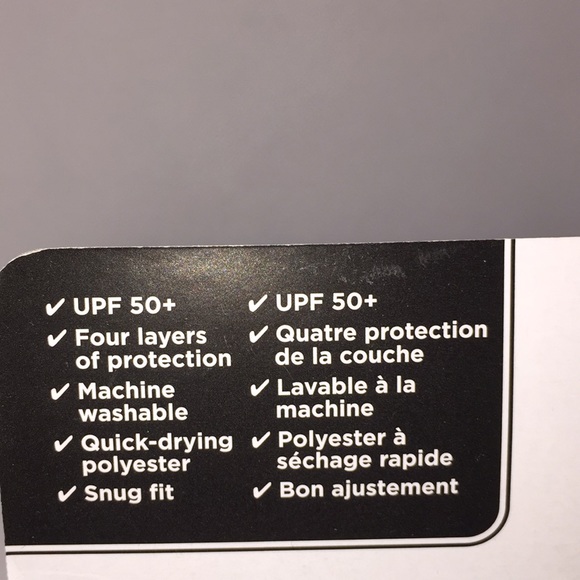 ✓ UPF 50+
✓ Four layers
of protection
✓ Machine
washable
✓ Quick-drying
polyester
✓ Snug fit
✓ UPF 50+
✓ Quatre protection
de la couche
✓ Lavable à la
machine
✓ Polyester à
séchage rapide
✓ Bon ajustement